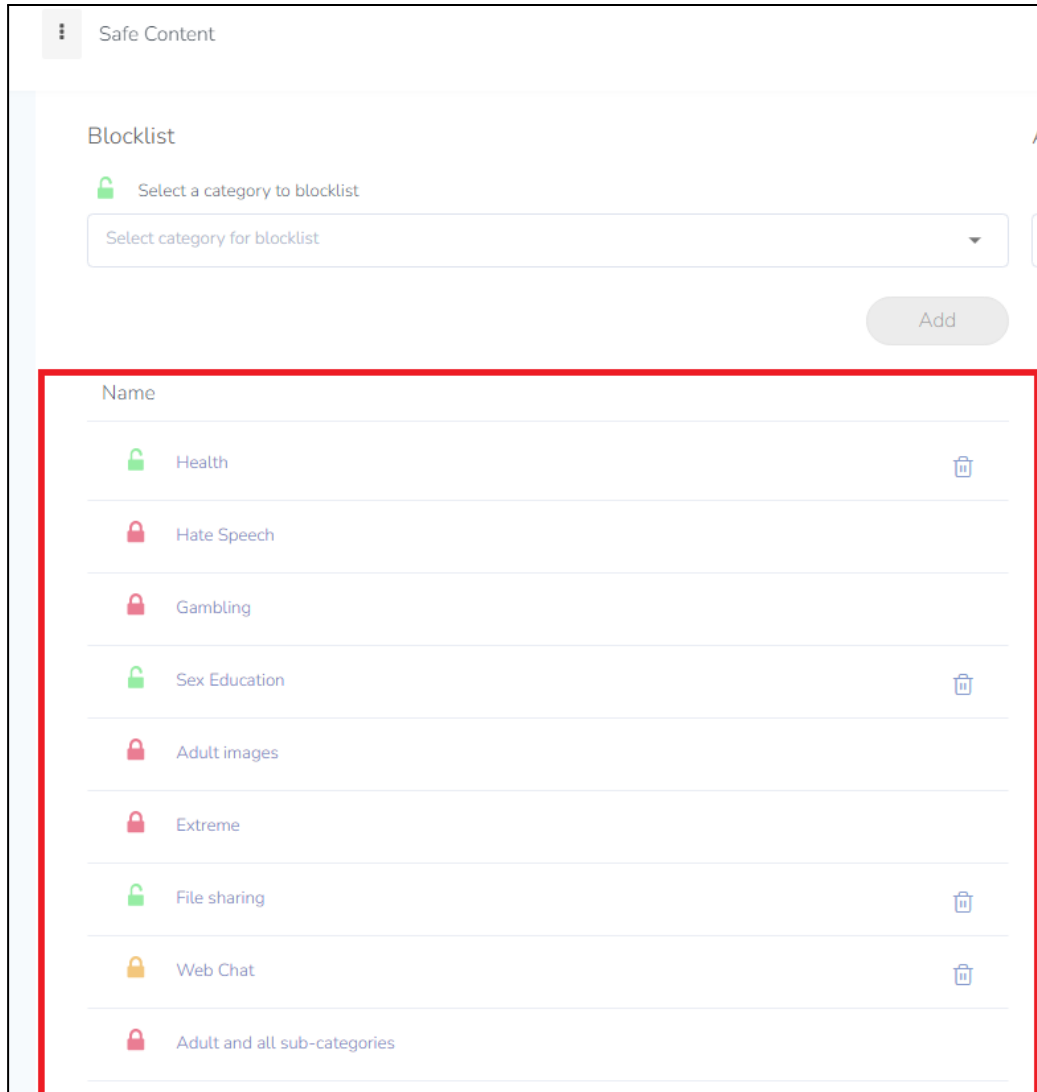 Safe Content
Blocklist
Select a category to blocklist
Select category for blocklist
Add
Name
Health
Hate Speech
Gambling
Sex Education
Adult images
Extreme
File sharing
Web Chat
Adult and all sub-categories